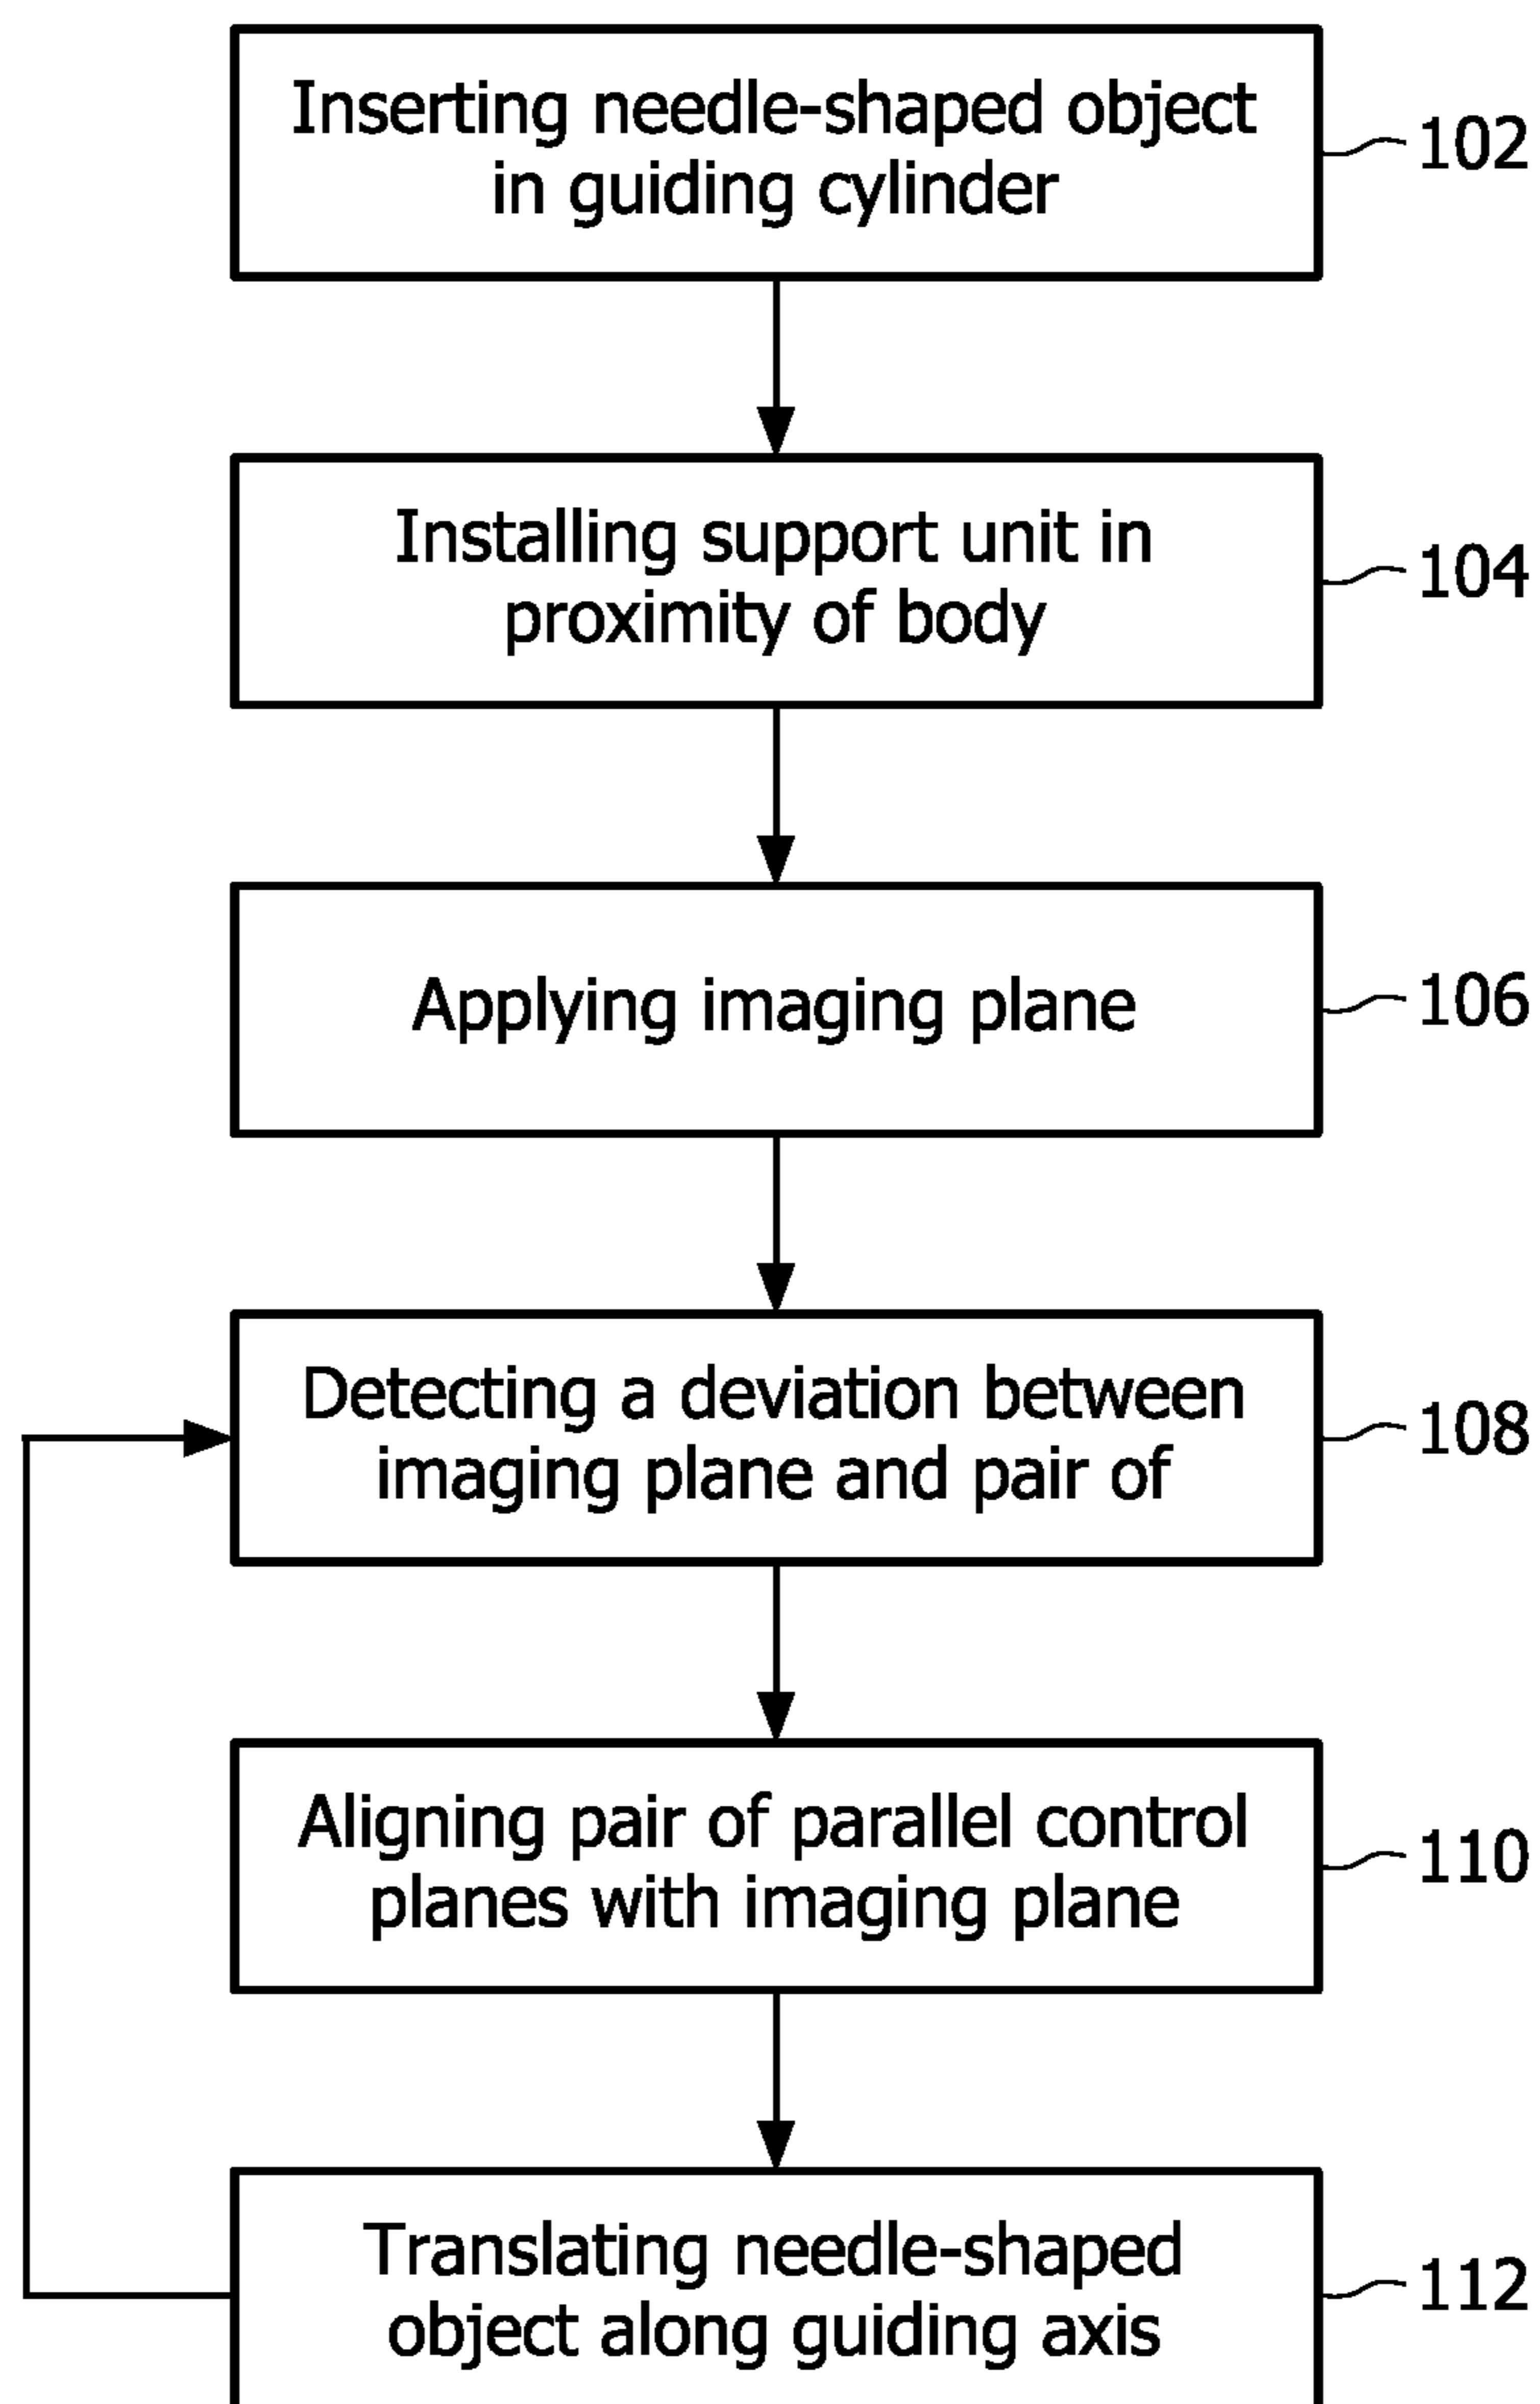 Inserting needle-shaped object
in guiding cylinder
102
Installing support unit in
proximity of body
104
Applying imaging plane
106
Detecting a deviation between
imaging plane and pair of
108
Aligning pair of parallel control
planes with imaging plane
110
Translating needle-shaped
object along guiding axis
112